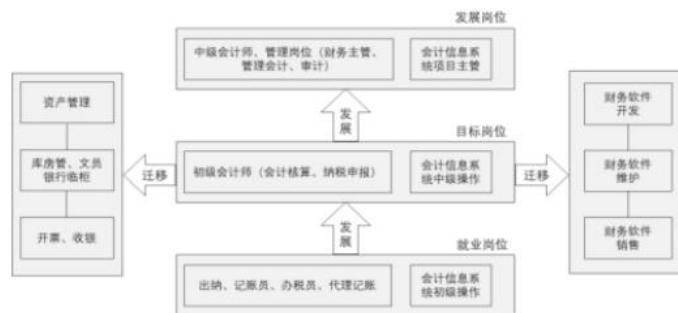 发展岗位
中级会计师、管理岗位（财务主管、
管理会计、审计）
会计信息系
统项目主管
发展
目标岗位
资产管理
库房管、文员
银行临柜
开票、收银
迁移
初级会计师（会计核算、纳税申报）
会计信息系
统中级操作
迁移
财务软件
开发
财务软件
维护
财务软件
销售
发展
就业岗位
出纳、记账员、办税员、代理记账
会计信息系
统初级操作